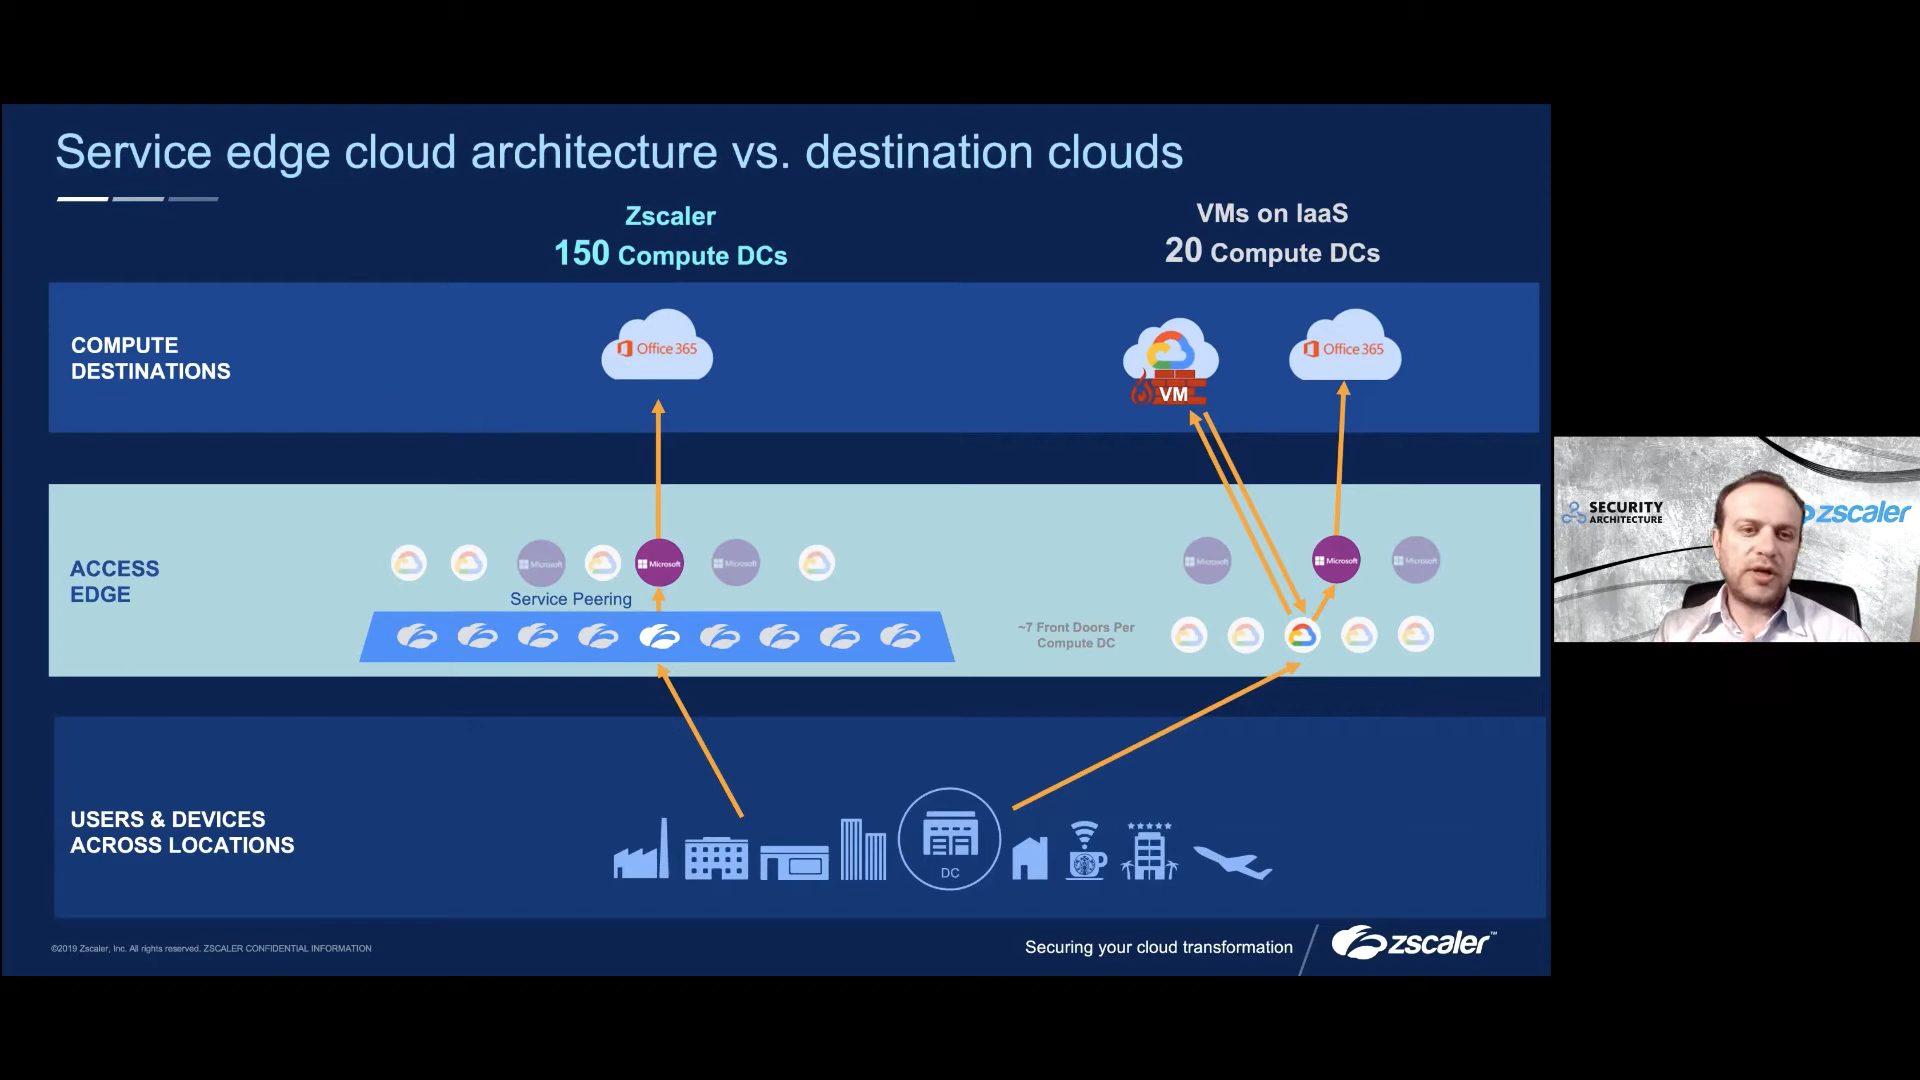 Service edge cloud architecture vs. destination clouds
Zscaler
150 Compute DCs
VMs on IaaS
20 Compute DCs
COMPUTE
DESTINATIONS
Office 365
VM
Office 365
ACCESS
EDGE
Microsoft
Microsoft
Microsoft
Service Peering
Microsoft
Microsoft
Microsoft
~7 Front Doors Per
Compute DC
USERS & DEVICES
ACROSS LOCATIONS
DC
©2019 Zscaler, Inc. All rights reserved. ZSCALER CONFIDENTIAL INFORMATION
Securing your cloud transformation
zscaler™
SECURITY
ARCHITECTURE
zscaler